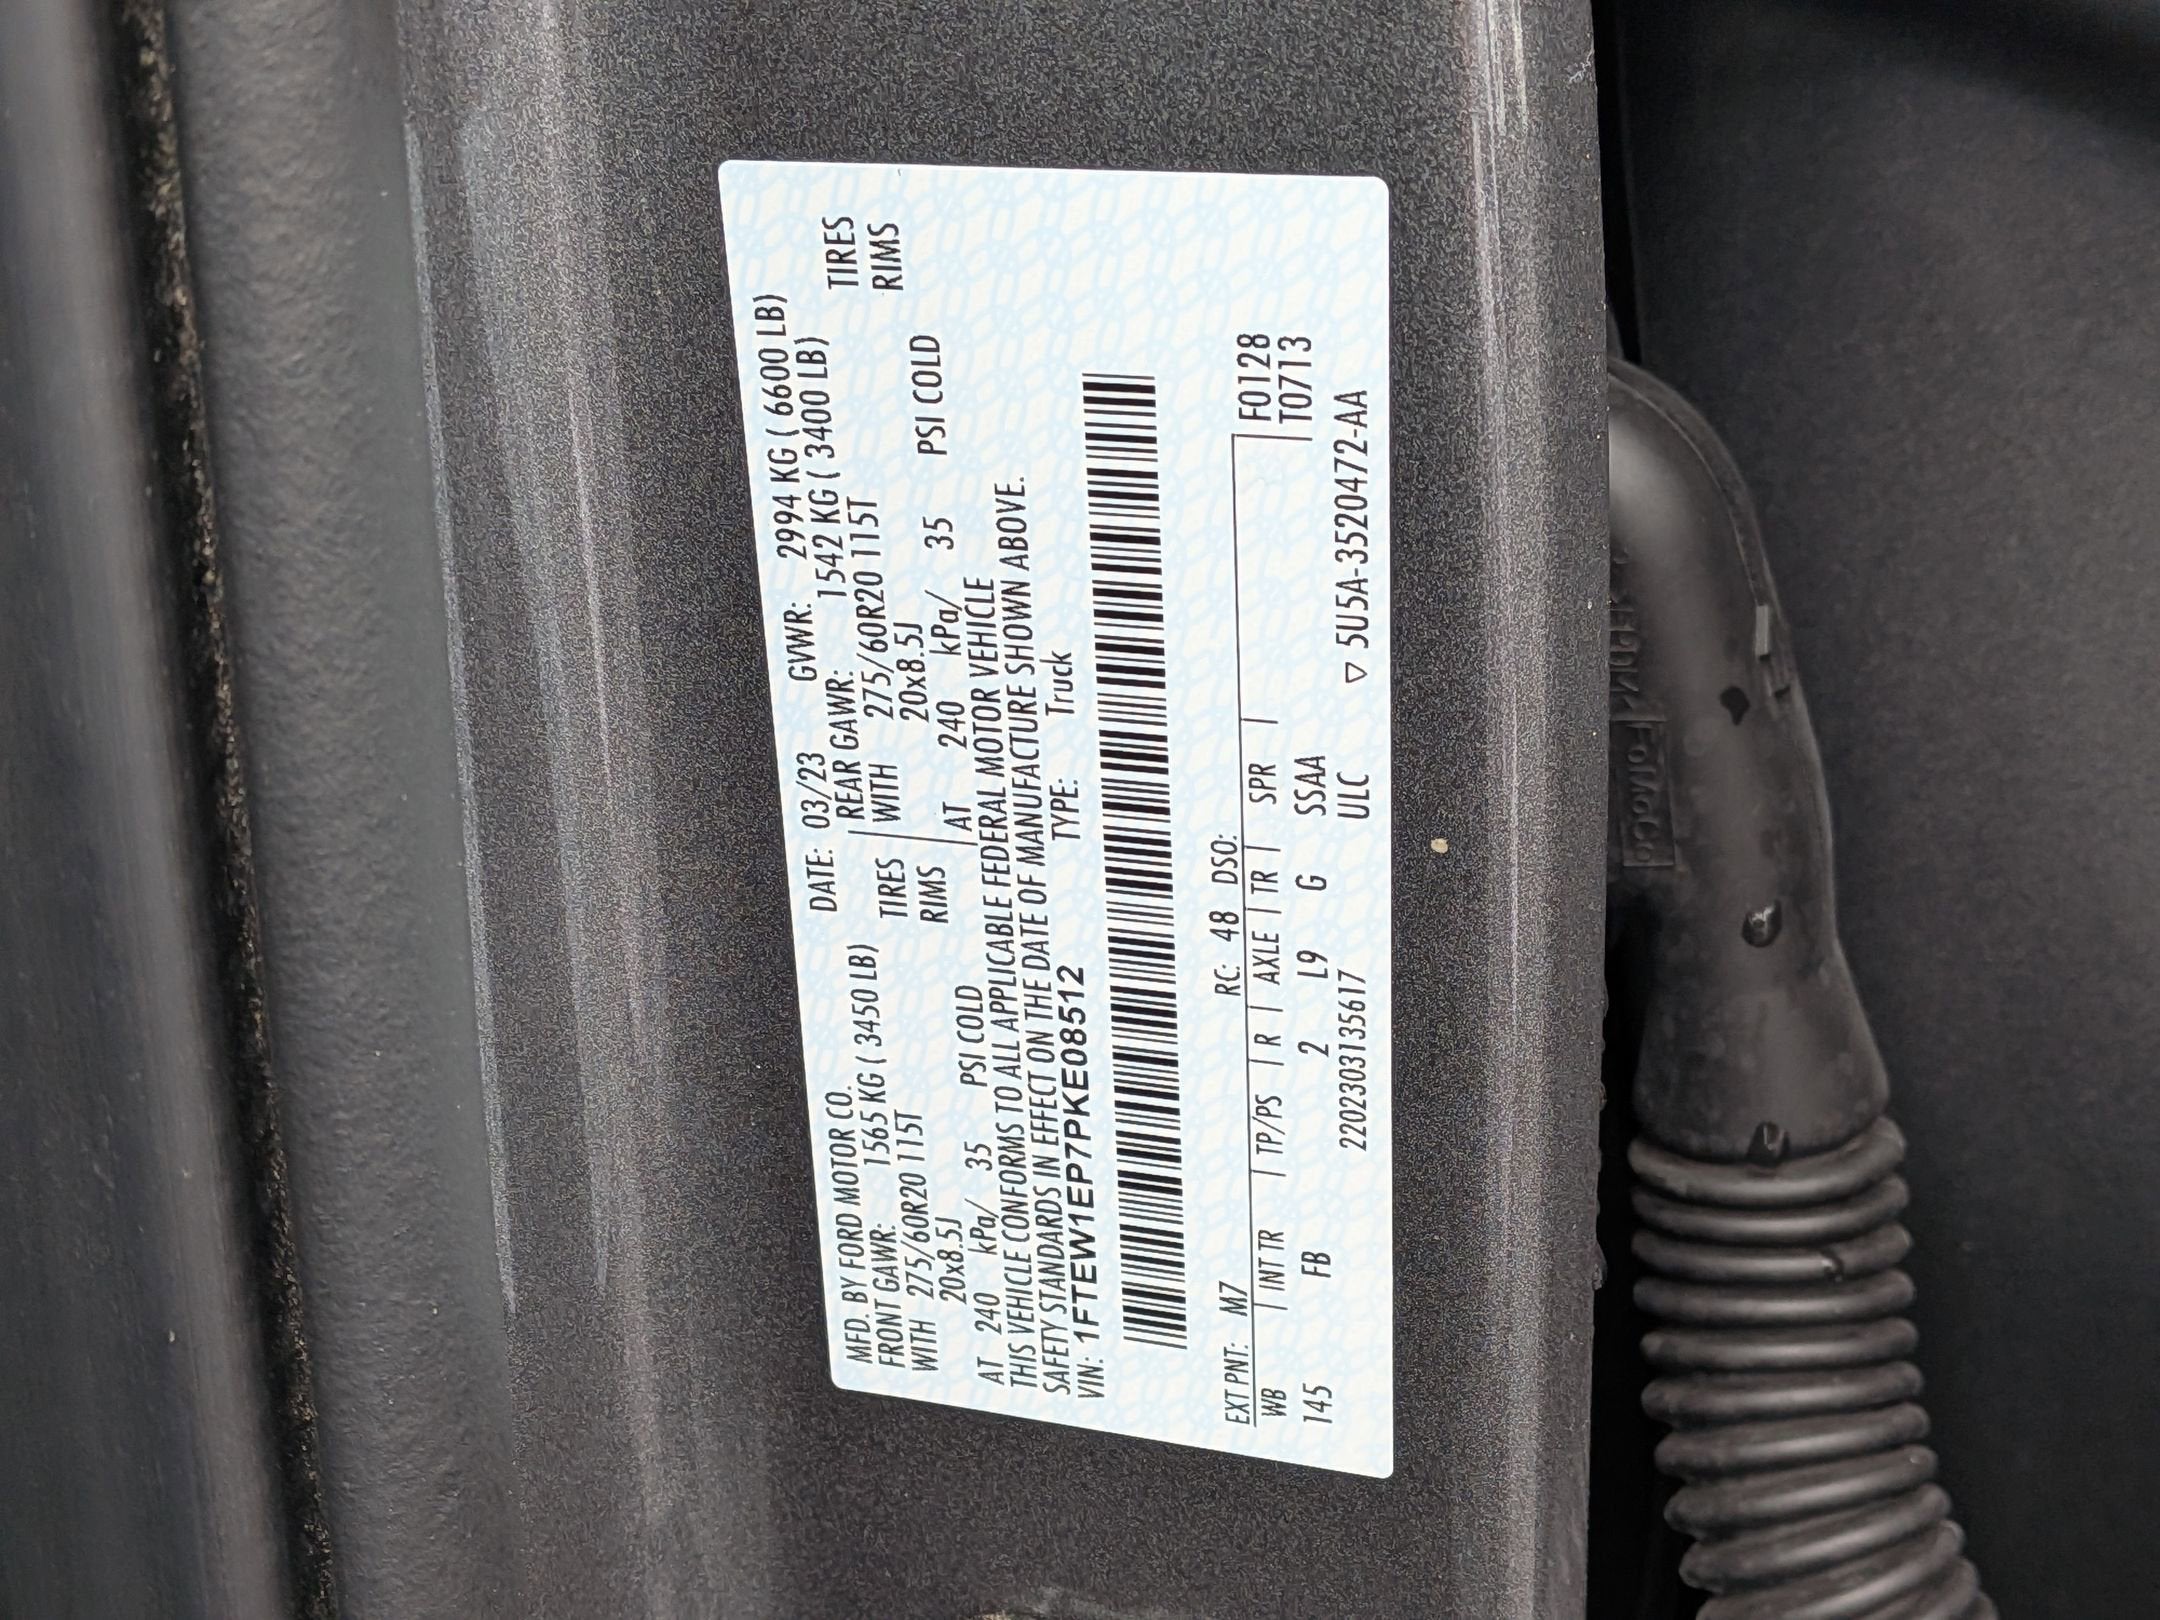 MFD. BY FORD MOTOR CO.
DATE: 03/23 GVWR: 2994 KG ( 6600 LB)
FRONT GAWR: 1565 KG ( 3450 LB) REAR GAWR: 1542 KG ( 3400 LB)
WITH 275/60R20 115T TIRES WITH 275/60R20 115T TIRES
20x8.5J RIMS 20x8.5J RIMS
AT 240 kPa/ 35 PSI COLD AT 240 kPa/ 35 PSI COLD
THIS VEHICLE CONFORMS TO ALL APPLICABLE FEDERAL MOTOR VEHICLE
SAFETY STANDARDS IN EFFECT ON THE DATE OF MANUFACTURE SHOWN ABOVE.
VIN: 1FTEW1EP7PKE08512 TYPE: Truck
EXT PNT: M7 RC: 48 DSO: F0128
WB INT TR TP/PS R AXLE TR SPR T0713
145 FB 2 L9 G SSAA
2202303135617 ULC ▽ 5U5A-3520472-AA
FoMoCo